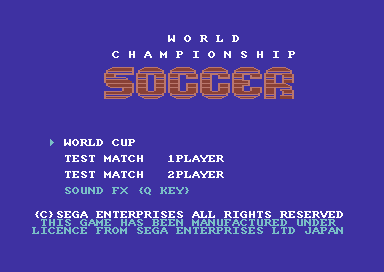 WORLD
CHAMPIONSHIP
SOCCER
WORLD CUP
TEST MATCH 1PLAYER
TEST MATCH 2PLAYER
SOUND FX (Q KEY)
(C)SEGA ENTERPRISES ALL RIGHTS RESERVED
THIS GAME HAS BEEN MANUFACTURED UNDER
LICENCE FROM SEGA ENTERPRISES LTD JAPAN